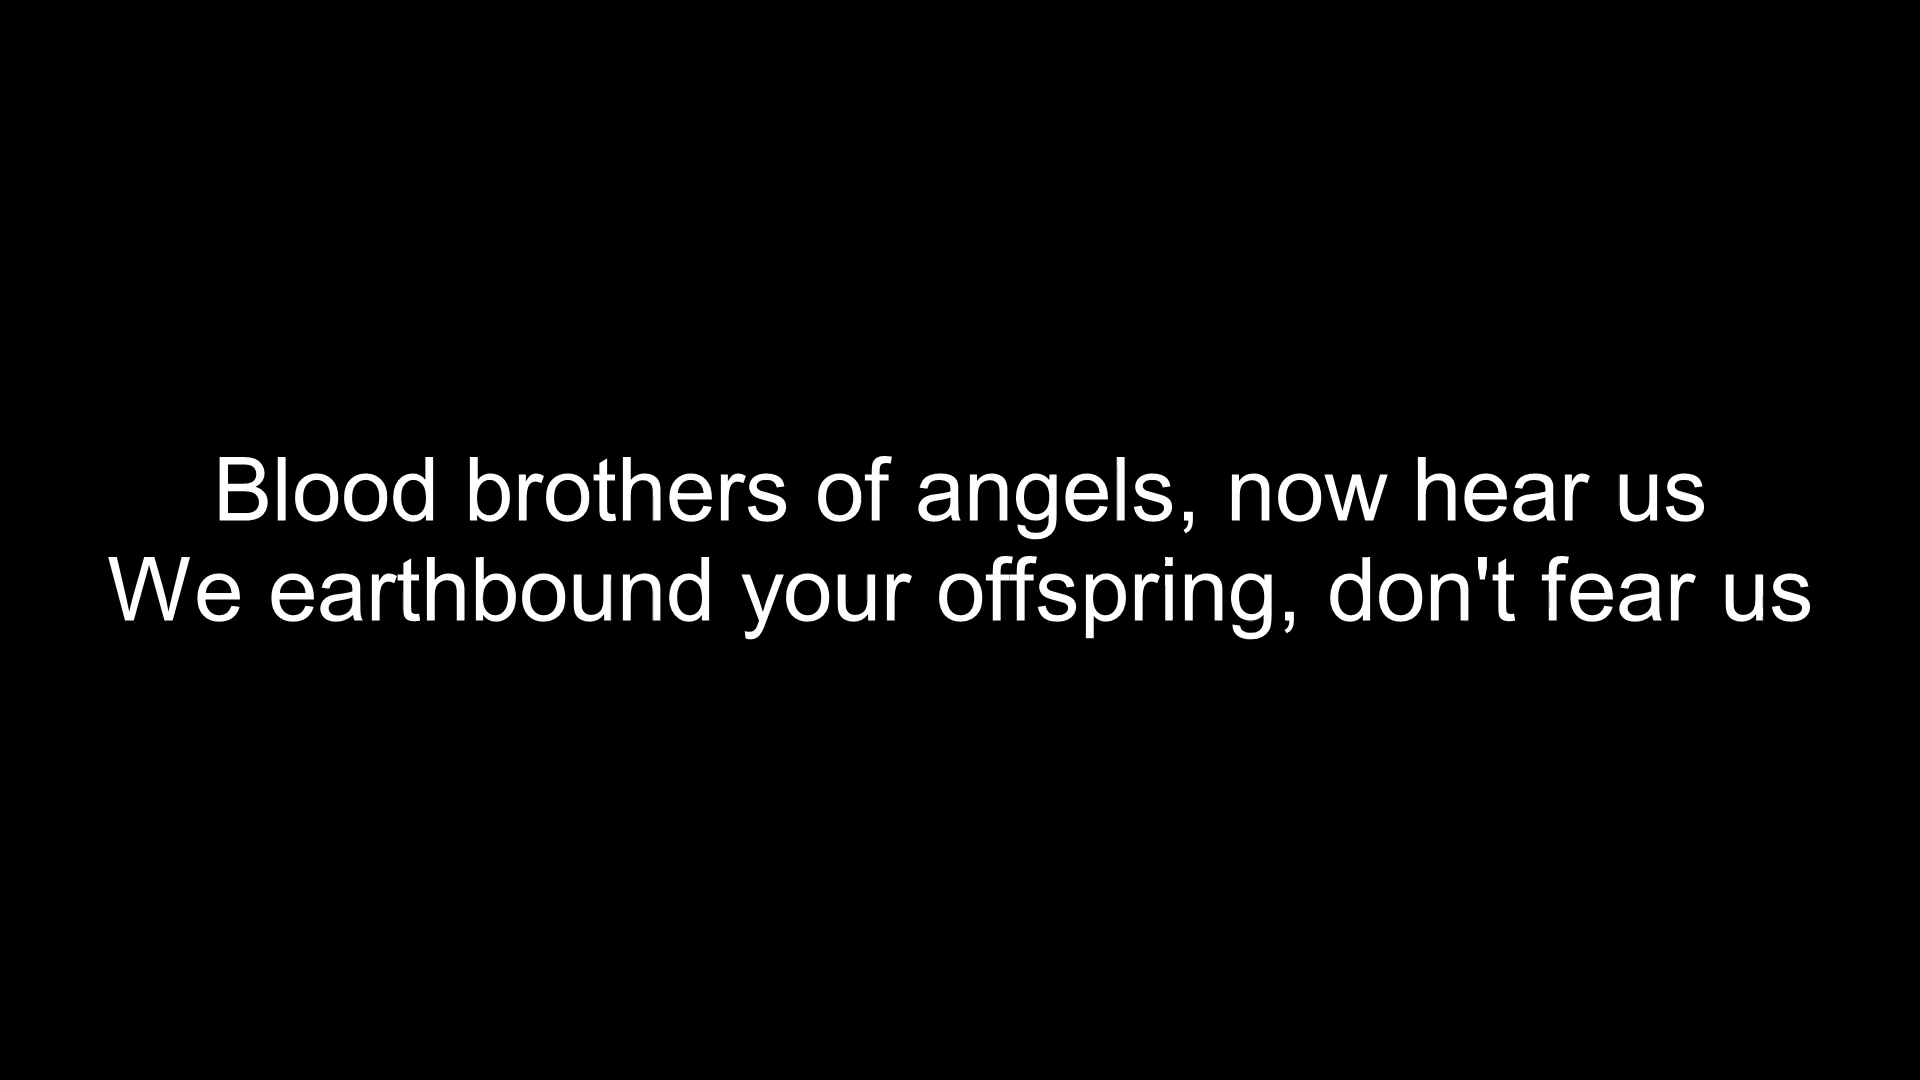 Blood brothers of angels, now hear us
We earthbound your offspring, don't fear us